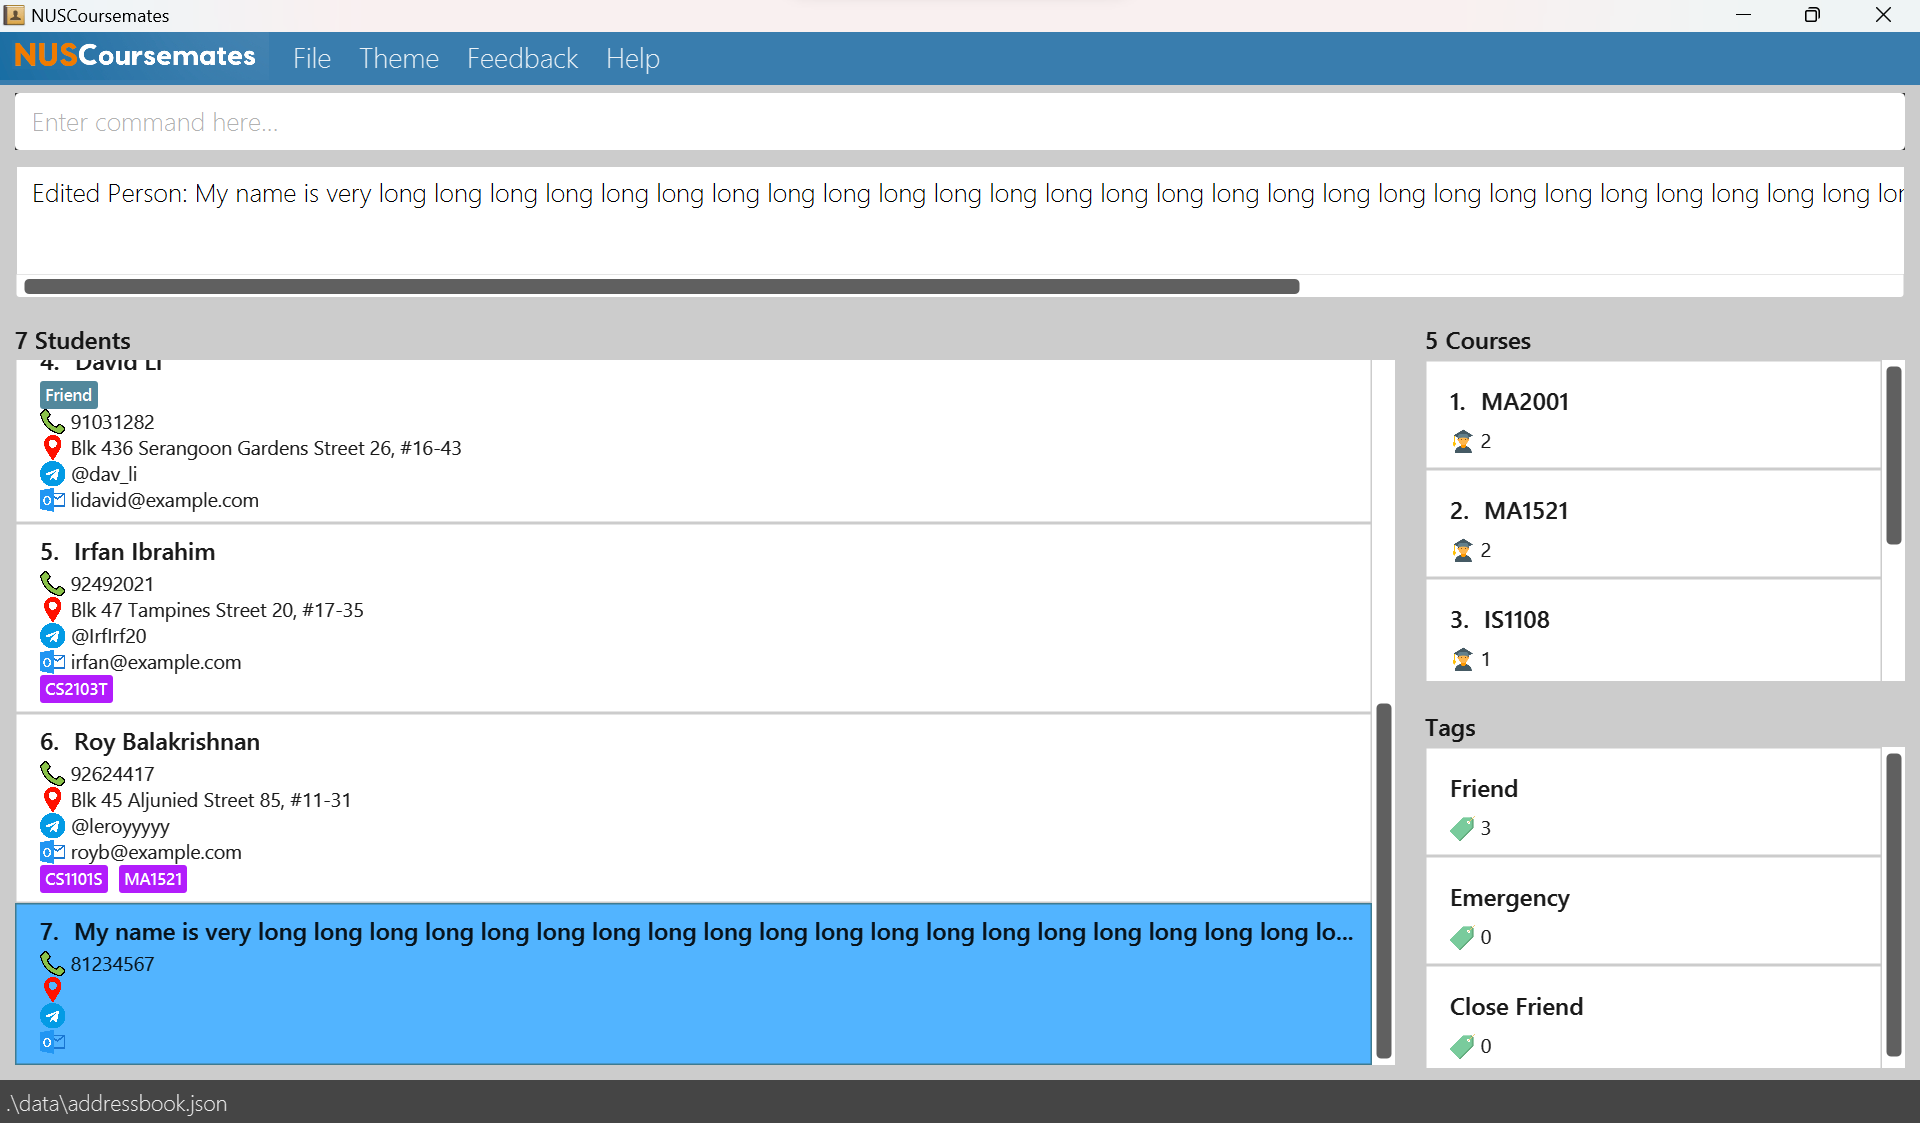 NUSCoursemates
NUSCoursemates File Theme Feedback Help
Enter command here...
Edited Person: My name is very long long long long long long long long long long long long long long long long long long long long long long long long long long long lon
7 Students
4. David Li
Friend
91031282
Blk 436 Serangoon Gardens Street 26, #16-43
@dav_li
lidavid@example.com
5. Irfan Ibrahim
92492021
Blk 47 Tampines Street 20, #17-35
@IrfIrf20
irfan@example.com
CS2103T
6. Roy Balakrishnan
92624417
Blk 45 Aljunied Street 85, #11-31
@leroyyyyy
royb@example.com
CS1101S MA1521
7. My name is very long long long long long long long long long long long long long long long long long long long lo...
81234567
5 Courses
1. MA2001
2
2. MA1521
2
3. IS1108
1
Tags
Friend
3
Emergency
0
Close Friend
0
.\data\addressbook.json